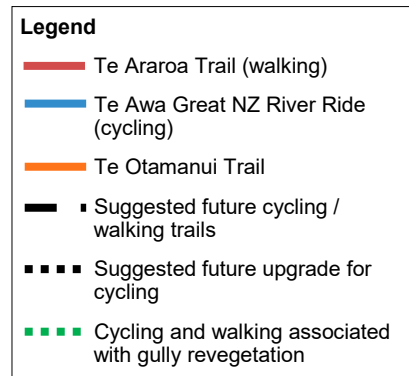 Legend
Te Araroa Trail (walking)
Te Awa Great NZ River Ride
(cycling)
Te Otamanui Trail
Suggested future cycling /
walking trails
Suggested future upgrade for
cycling
Cycling and walking associated
with gully revegetation